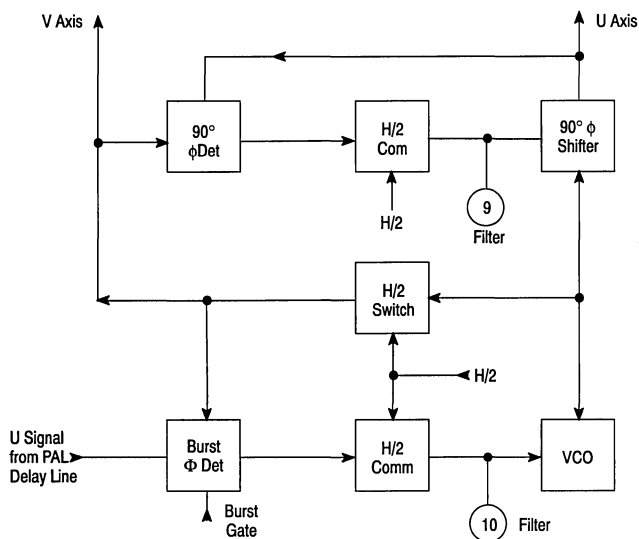 V Axis
U Axis
90°
ϕDet
H/2
Com
90° ϕ
Shifter
9
H/2
Filter
H/2
Switch
H/2
U Signal
from PAL
Delay Line
Burst
Φ Det
H/2
Comm
VCO
Burst
Gate
10
Filter